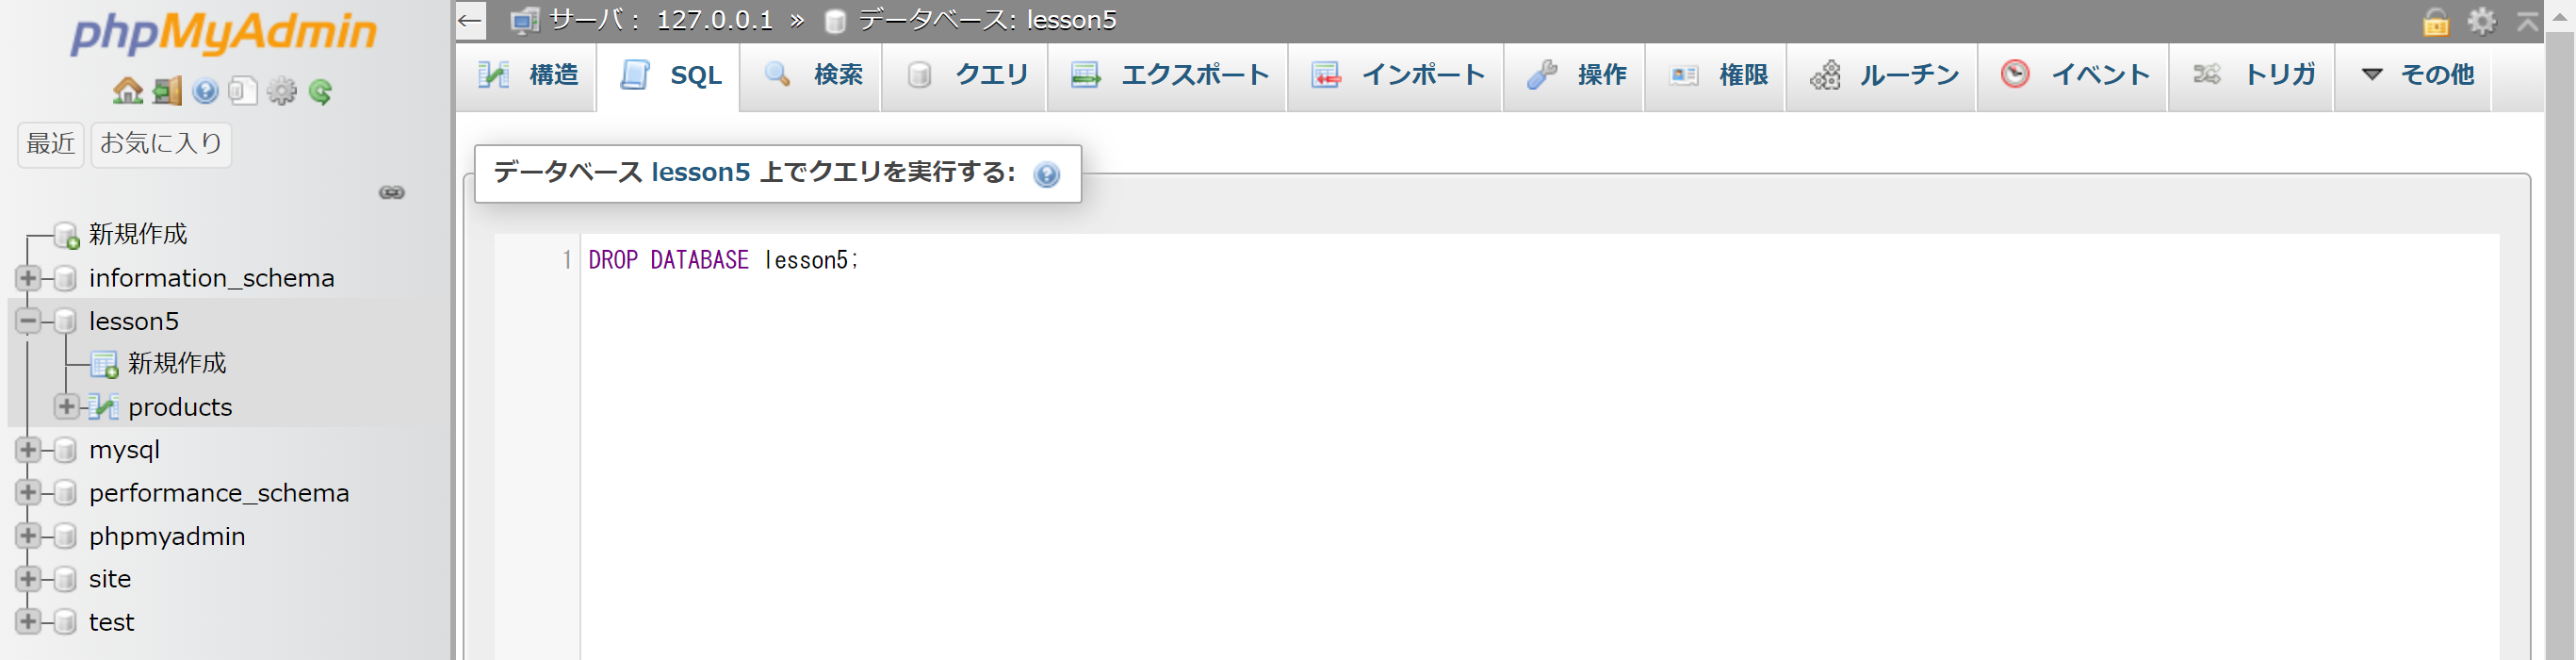 phpMyAdmin
最近 お気に入り
新規作成
information_schema
lesson5
新規作成
products
mysql
performance_schema
phpmyadmin
site
test
← サーバ: 127.0.0.1 » データベース: lesson5
構造 SQL 検索 クエリ エクスポート インポート 操作 権限 ルーチン イベント トリガ その他
データベース lesson5 上でクエリを実行する:
1 DROP DATABASE lesson5;